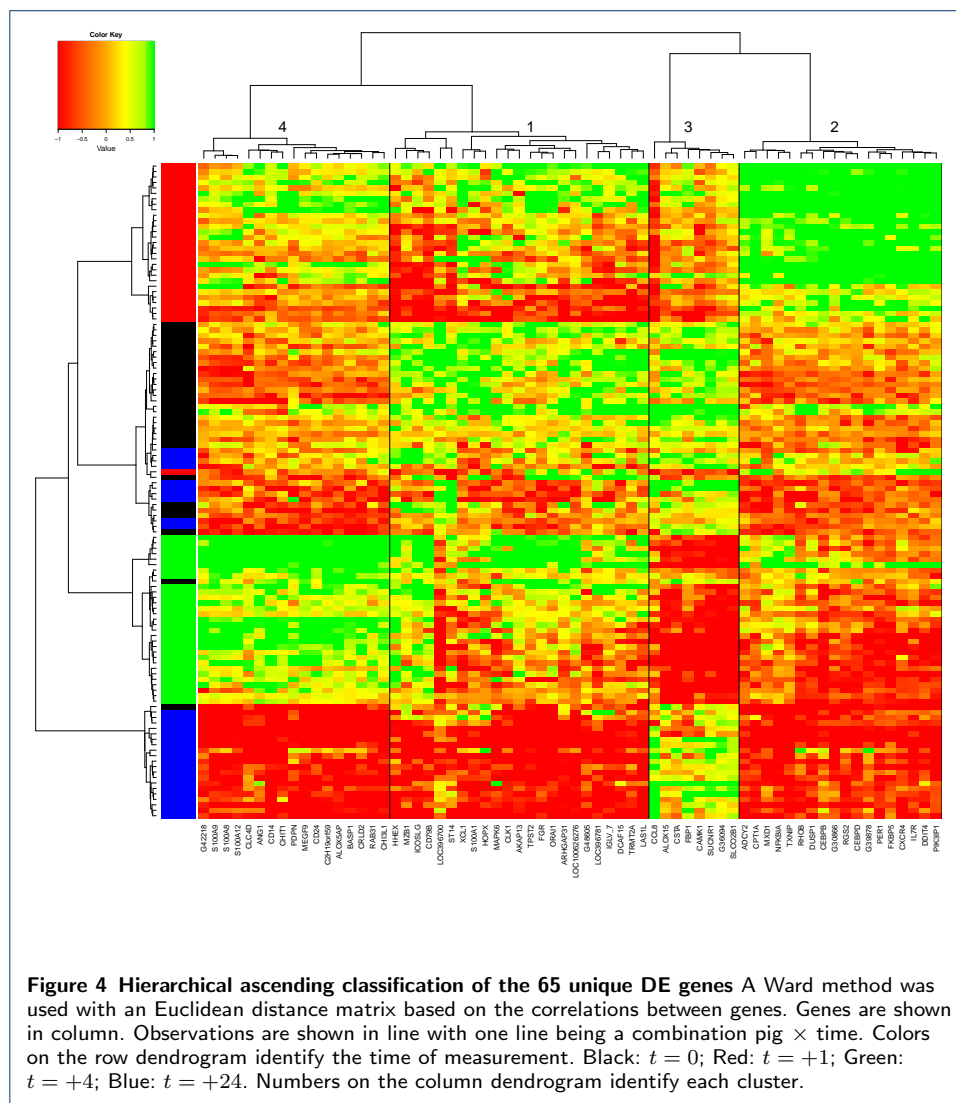 Color Key
−1 −0.5 0 0.5 1
Value
4 1 3 2
G42218
S100A9
S100A8
S100A12
CLC4D
ANG1
CD14
CHIT1
PDPN
MEGF9
CD24
C2H19orf59
ALOX5AP
BASP1
CRLD2
RAB31
CH3L1
HHEX
MZB1
ICOSLG
CD79B
LOC396700
ST14
XCL1
S100A1
HOPX
MAPK6
CLK1
AKAP13
TPST2
FGR
ORAI1
ARHGAP31
LOC100626276
G48605
LOC396781
IGLV_7
DCAF15
TRMT2A
LAS1L
CCL8
ALOX15
CSTA
FBP1
CAMK1
SUCNR1
G36094
SLCO2B1
ADCY2
CPT1A
MXD1
NFKBIA
TXNIP
RHOB
DUSP1
CEBPB
G30866
RGS2
CEBPD
G39878
PER1
FKBP5
CXCR4
IL7R
DDIT4
PIK3IP1
Figure 4 Hierarchical ascending classification of the 65 unique DE genes A Ward method was
used with an Euclidean distance matrix based on the correlations between genes. Genes are shown
in column. Observations are shown in line with one line being a combination pig × time. Colors
on the row dendrogram identify the time of measurement. Black: t = 0; Red: t = +1; Green:
t = +4; Blue: t = +24. Numbers on the column dendrogram identify each cluster.